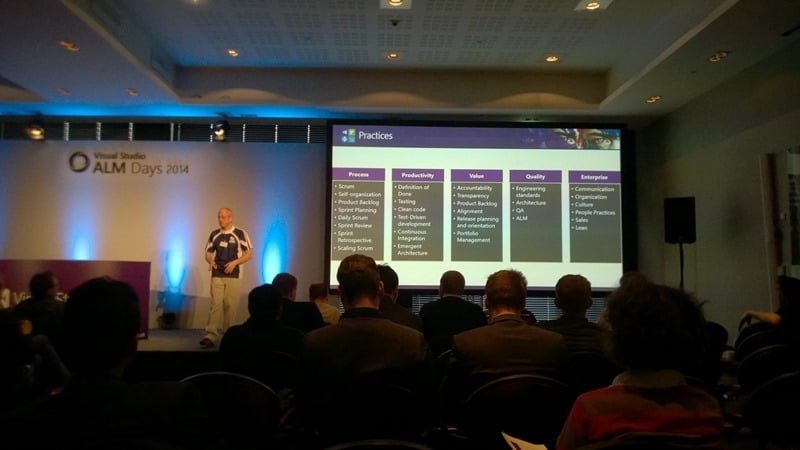 Visual Studio
ALM Days 2014
Practices
Process
• Scrum
• Self-organization
• Product Backlog
• Sprint Planning
• Daily Scrum
• Sprint Review
• Sprint
Retrospective
• Scaling Scrum
Productivity
• Definition of
Done
• Testing
• Clean code
• Test-Driven
development
• Continuous
Integration
• Emergent
Architecture
Value
• Accountability
• Transparency
• Product Backlog
• Alignment
• Release planning
and orientation
• Portfolio
Management
Quality
• Engineering
standards
• Architecture
• QA
• ALM
Enterprise
• Communication
• Organization
• Culture
• People Practices
• Sales
• Lean